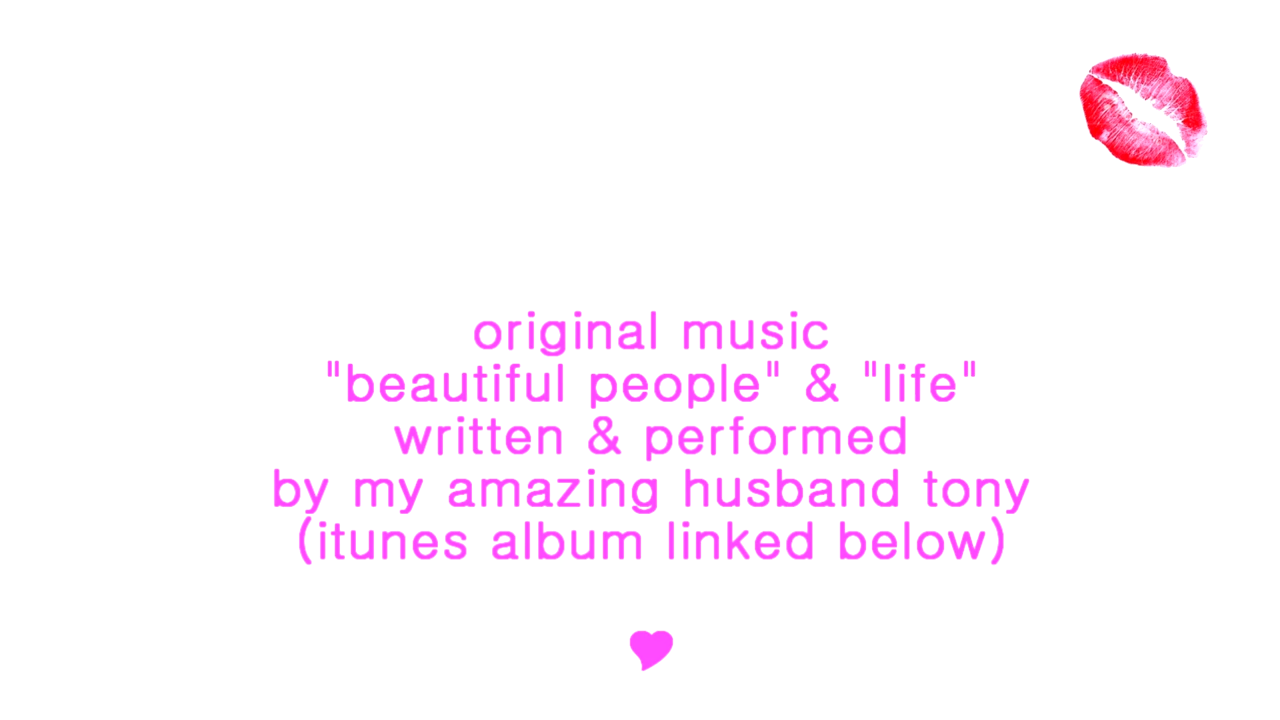 original music
"beautiful people" & "life"
written & performed
by my amazing husband tony
(itunes album linked below)